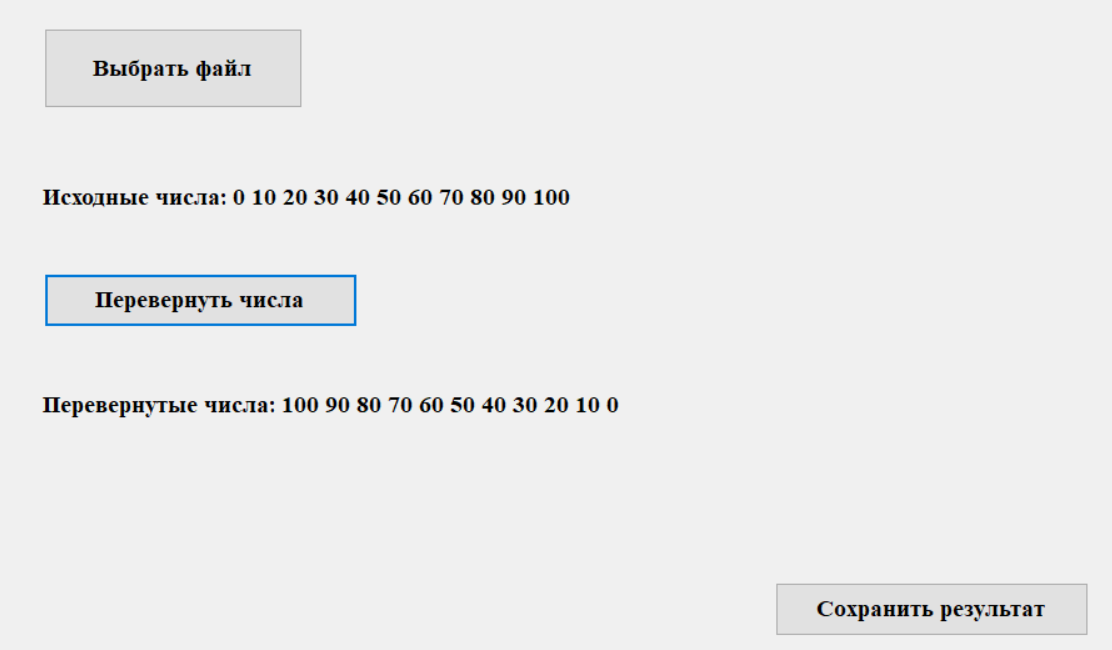 Выбрать файл
Исходные числа: 0 10 20 30 40 50 60 70 80 90 100
Перевернуть числа
Перевернутые числа: 100 90 80 70 60 50 40 30 20 10 0
Сохранить результат